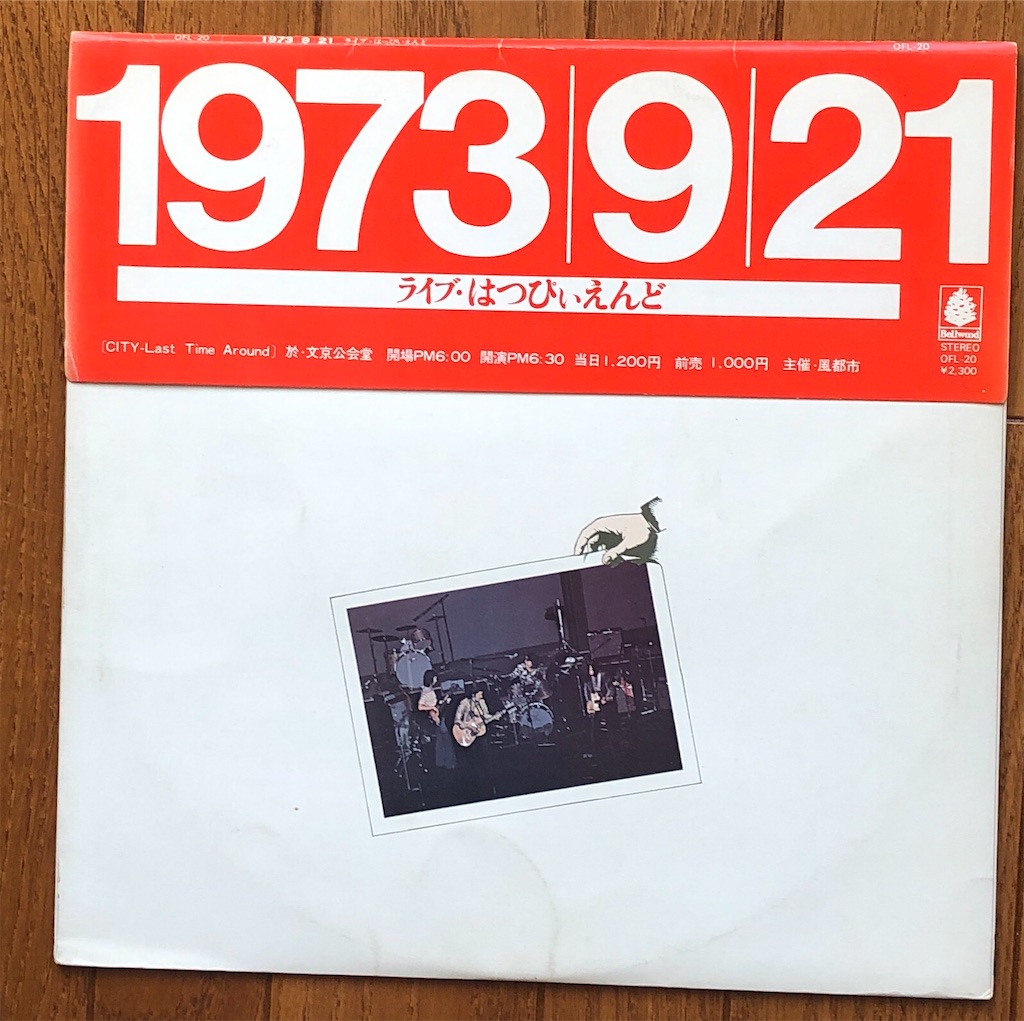 OFL-20 1973 9 21 ライブ・はっぴいえんど OFL-20
1973 9 21
ライブ・はつぴぃえんど
Bellwood
STEREO
OFL-20
¥2,300
[CITY-Last Time Around] 於・文京公会堂 開場PM6:00 開演PM6:30 当日1,200円 前売 1,000円 主催・風都市